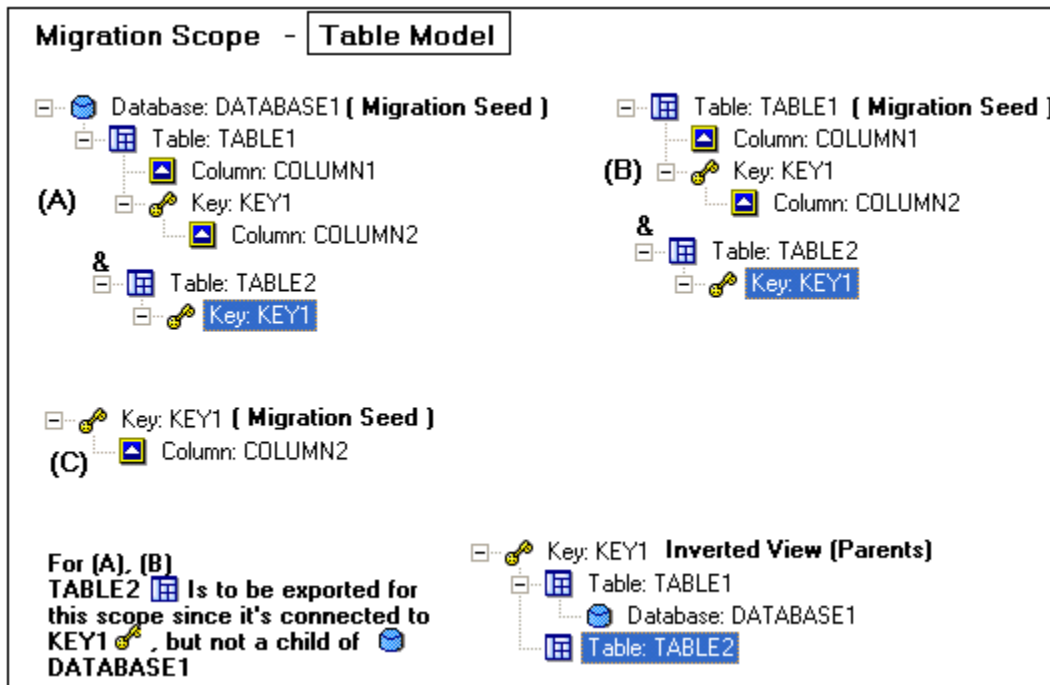 Migration Scope - Table Model
Database: DATABASE1 ( Migration Seed )
Table: TABLE1
Column: COLUMN1
(A)
Key: KEY1
Column: COLUMN2
&
Table: TABLE2
Key: KEY1
Table: TABLE1 ( Migration Seed )
Column: COLUMN1
(B)
Key: KEY1
Column: COLUMN2
&
Table: TABLE2
Key: KEY1
Key: KEY1 ( Migration Seed )
(C)
Column: COLUMN2
For (A), (B)
TABLE2 Is to be exported for
this scope since it's connected to
KEY1 , but not a child of
DATABASE1
Key: KEY1 Inverted View (Parents)
Table: TABLE1
Database: DATABASE1
Table: TABLE2